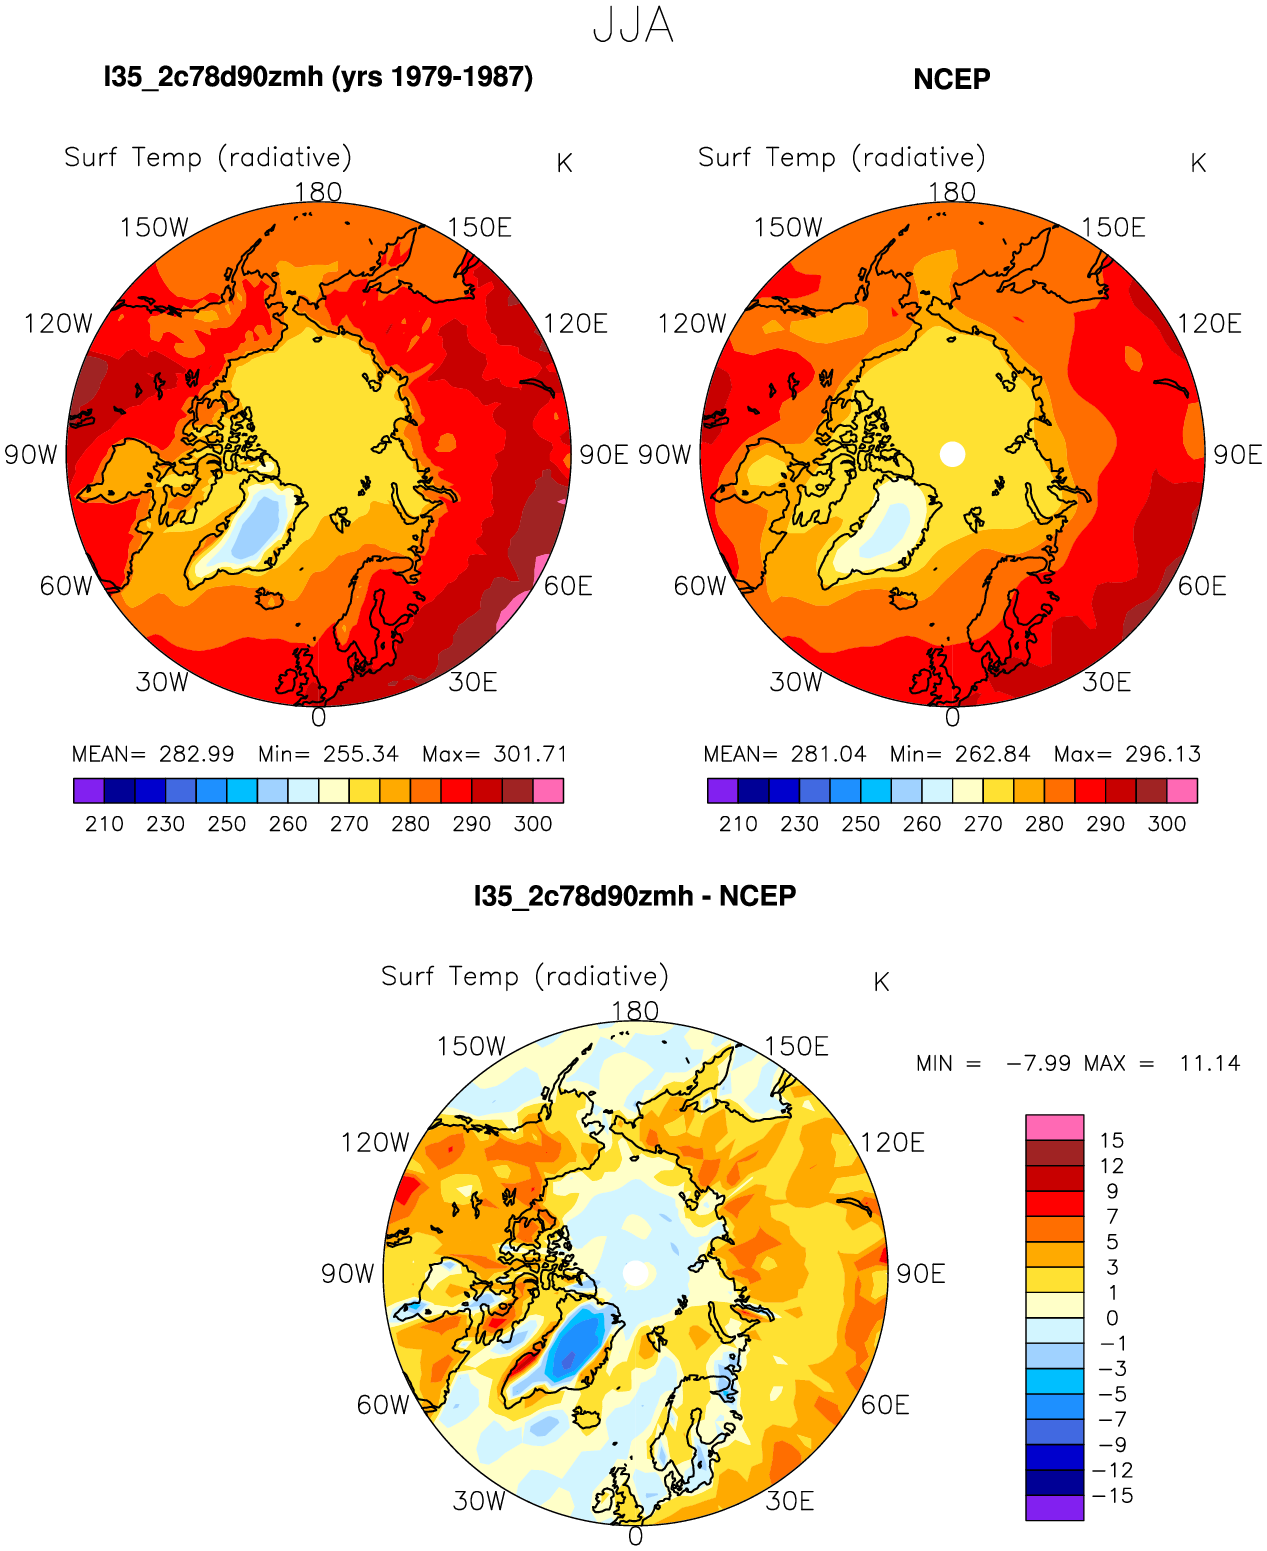 JJA
l35_2c78d90zmh (yrs 1979-1987)
NCEP
Surf Temp (radiative) K
Surf Temp (radiative) K
180
180
150W 150E
150W 150E
120W 120E
120W 120E
90W 90E
90W 90E
60W 60E
60W 60E
30W 30E
30W 30E
0
0
MEAN= 282.99 Min= 255.34 Max= 301.71
MEAN= 281.04 Min= 262.84 Max= 296.13
210 230 250 260 270 280 290 300
210 230 250 260 270 280 290 300
l35_2c78d90zmh - NCEP
Surf Temp (radiative) K
180
150W 150E
MIN = -7.99 MAX = 11.14
120W 120E
90W 90E
60W 60E
30W 30E
0
15
12
9
7
5
3
1
0
-1
-3
-5
-7
-9
-12
-15